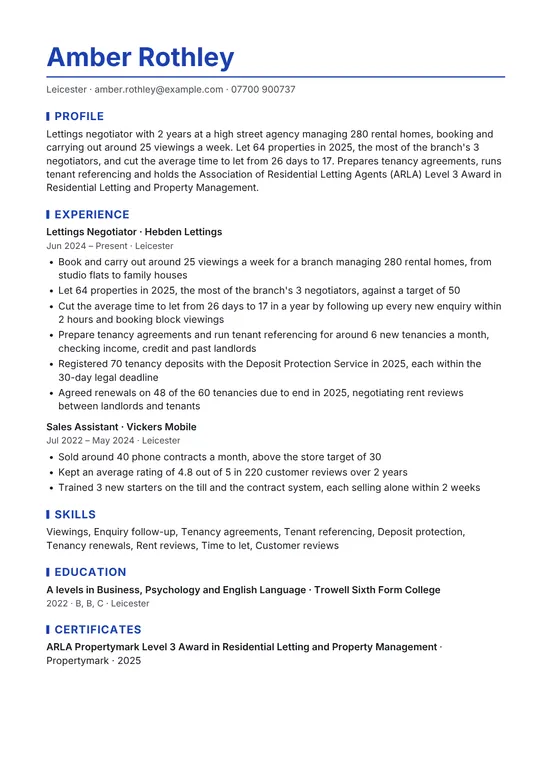 Amber Rothley
Leicester · amber.rothley@example.com · 07700 900737
PROFILE
Lettings negotiator with 2 years at a high street agency managing 280 rental homes, booking and
carrying out around 25 viewings a week. Let 64 properties in 2025, the most of the branch's 3
negotiators, and cut the average time to let from 26 days to 17. Prepares tenancy agreements, runs
tenant referencing and holds the Association of Residential Letting Agents (ARLA) Level 3 Award in
Residential Letting and Property Management.
EXPERIENCE
Lettings Negotiator · Hebden Lettings
Jun 2024 – Present · Leicester
• Book and carry out around 25 viewings a week for a branch managing 280 rental homes, from
studio flats to family houses
• Let 64 properties in 2025, the most of the branch's 3 negotiators, against a target of 50
• Cut the average time to let from 26 days to 17 in a year by following up every new enquiry within
2 hours and booking block viewings
• Prepare tenancy agreements and run tenant referencing for around 6 new tenancies a month,
checking income, credit and past landlords
• Registered 70 tenancy deposits with the Deposit Protection Service in 2025, each within the
30-day legal deadline
• Agreed renewals on 48 of the 60 tenancies due to end in 2025, negotiating rent reviews
between landlords and tenants
Sales Assistant · Vickers Mobile
Jul 2022 – May 2024 · Leicester
• Sold around 40 phone contracts a month, above the store target of 30
• Kept an average rating of 4.8 out of 5 in 220 customer reviews over 2 years
• Trained 3 new starters on the till and the contract system, each selling alone within 2 weeks
SKILLS
Viewings, Enquiry follow-up, Tenancy agreements, Tenant referencing, Deposit protection,
Tenancy renewals, Rent reviews, Time to let, Customer reviews
EDUCATION
A levels in Business, Psychology and English Language · Trowell Sixth Form College
2022 · B, B, C · Leicester
CERTIFICATES
ARLA Propertymark Level 3 Award in Residential Letting and Property Management ·
Propertymark · 2025